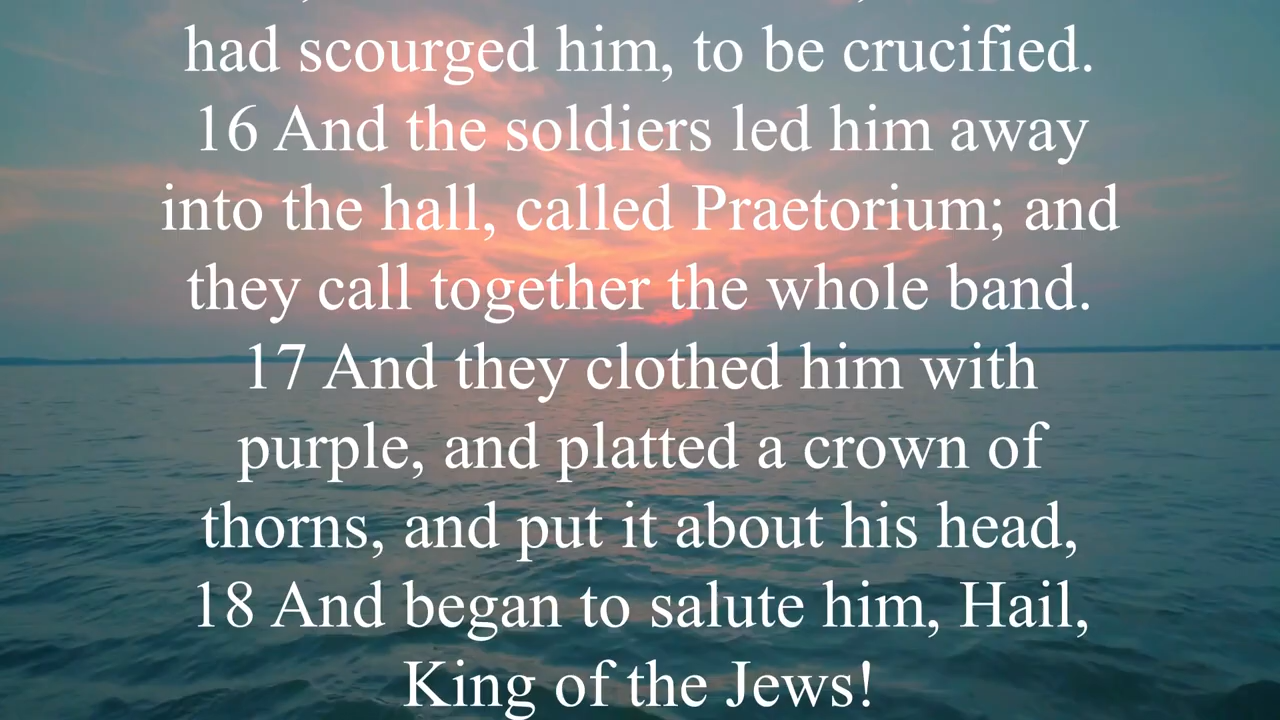 had scourged him, to be crucified.
16 And the soldiers led him away
into the hall, called Praetorium; and
they call together the whole band.
17 And they clothed him with
purple, and platted a crown of
thorns, and put it about his head,
18 And began to salute him, Hail,
King of the Jews!